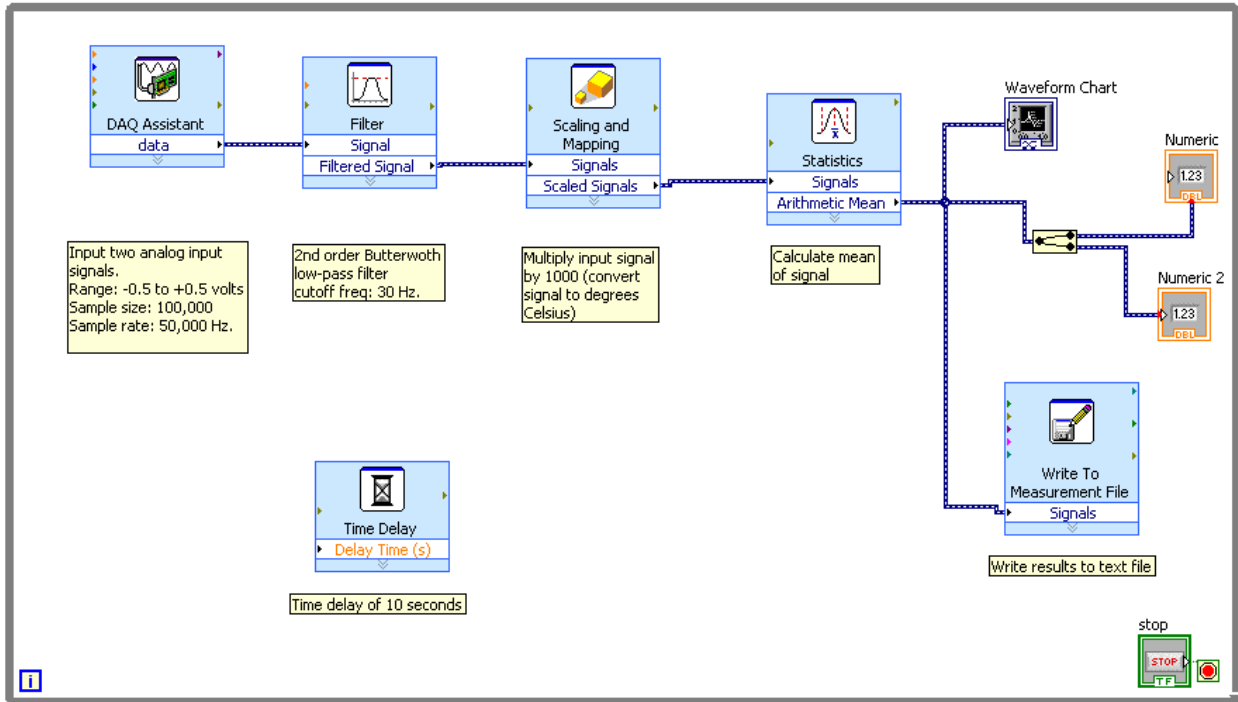 DAQ Assistant
data
Filter
Signal
Filtered Signal
Scaling and
Mapping
Signals
Scaled Signals
Statistics
Signals
Arithmetic Mean
Waveform Chart
Numeric
1.23
DBL
Numeric 2
1.23
DBL
Input two analog input
signals.
Range: -0.5 to +0.5 volts
Sample size: 100,000
Sample rate: 50,000 Hz.
2nd order Butterwoth
low-pass filter
cutoff freq: 30 Hz.
Multiply input signal
by 1000 (convert
signal to degrees
Celsius)
Calculate mean
of signal
Write To
Measurement File
Signals
Write results to text file
Time Delay
Delay Time (s)
Time delay of 10 seconds
stop
STOP
TF
i